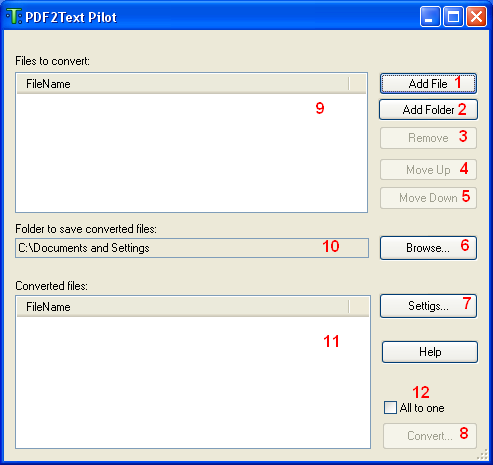 PDF2Text Pilot
Files to convert:
FileName
9
Add File 1
Add Folder 2
Remove 3
Move Up 4
Move Down 5
Folder to save converted files:
C:\Documents and Settings 10
Browse... 6
Converted files:
FileName
11
Settigs... 7
Help
12
All to one
Convert... 8